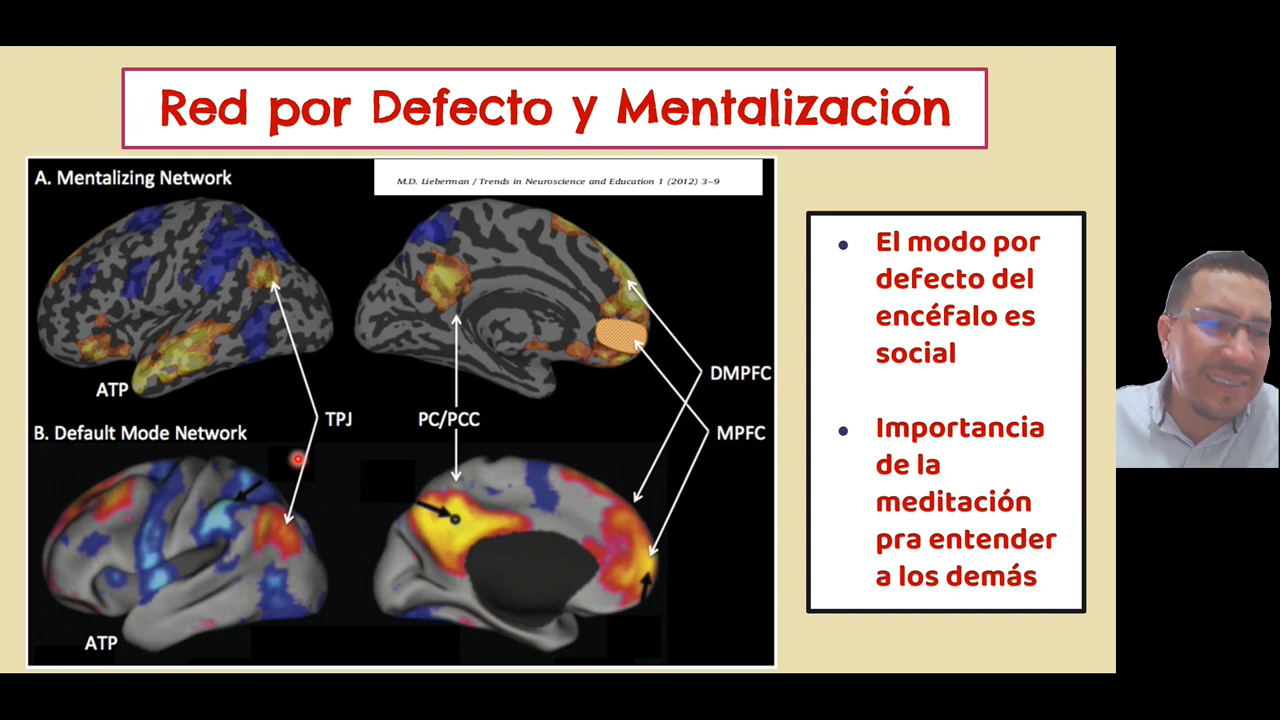 Red por Defecto y Mentalización
A. Mentalizing Network
M.D. Lieberman / Trends in Neuroscience and Education 1 (2012) 3–9
ATP
TPJ
PC/PCC
DMPFC
MPFC
B. Default Mode Network
ATP
• El modo por
defecto del
encéfalo es
social
• Importancia
de la
meditación
pra entender
a los demás